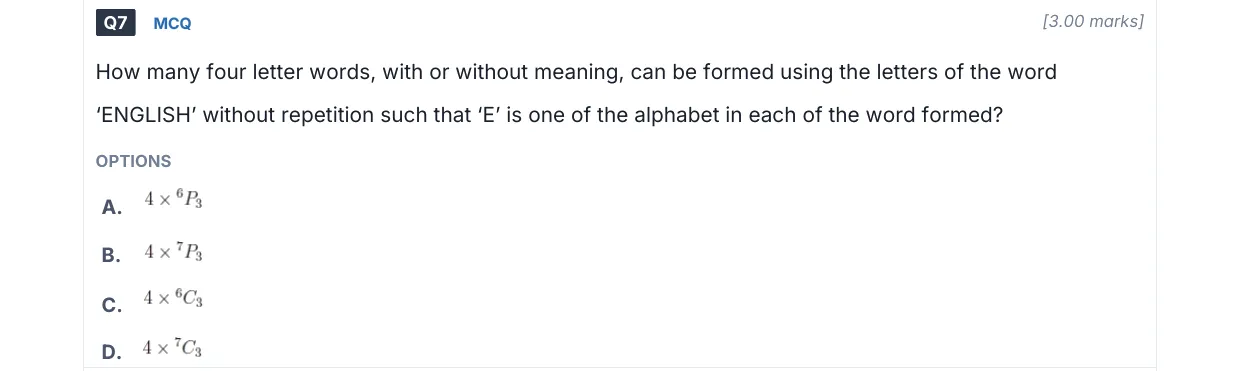 Q7 MCQ [3.00 marks]
How many four letter words, with or without meaning, can be formed using the letters of the word
‘ENGLISH’ without repetition such that ‘E’ is one of the alphabet in each of the word formed?
OPTIONS
A. 4 × ⁶P₃
B. 4 × ⁷P₃
C. 4 × ⁶C₃
D. 4 × ⁷C₃